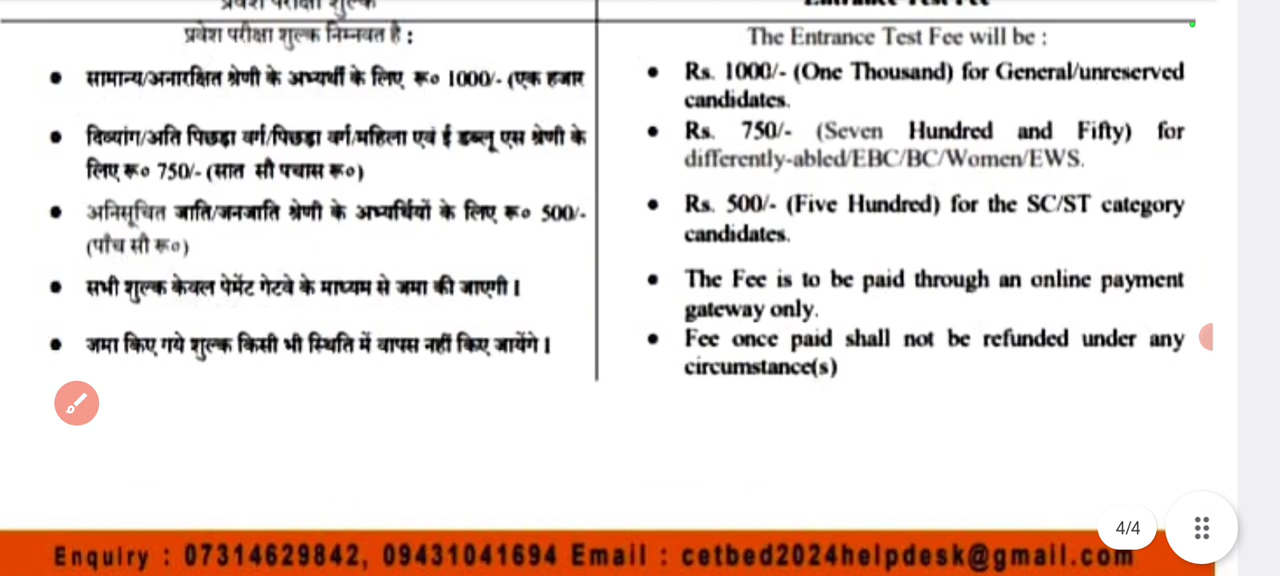 प्रवेश परीक्षा शुल्क
प्रवेश परीक्षा शुल्क निम्नवत है :
• सामान्य/अनारक्षित श्रेणी के अभ्यर्थी के लिए रू० 1000/- (एक हजार
• दिव्यांग/अति पिछड़ा वर्ग/पिछड़ा वर्ग/महिला एवं ई डब्लू एस श्रेणी के
लिए रू० 750/- (सात सौ पचास रू०)
• अनिसूचित जाति/जनजाति श्रेणी के अभ्यर्थियों के लिए रू० 500/-
(पाँच सौ रू०)
• सभी शुल्क केवल पेमेंट गेटवे के माध्यम से जमा की जाएगी।
• जमा किए गये शुल्क किसी भी स्थिति में वापस नहीं किए जायेंगे।
Entrance Test Fee
The Entrance Test Fee will be :
• Rs. 1000/- (One Thousand) for General/unreserved
candidates.
• Rs. 750/- (Seven Hundred and Fifty) for
differently-abled/EBC/BC/Women/EWS.
• Rs. 500/- (Five Hundred) for the SC/ST category
candidates.
• The Fee is to be paid through an online payment
gateway only.
• Fee once paid shall not be refunded under any
circumstance(s)
4/4
Enquiry : 07314629842, 09431041694 Email : cetbed2024helpdesk@gmail.com